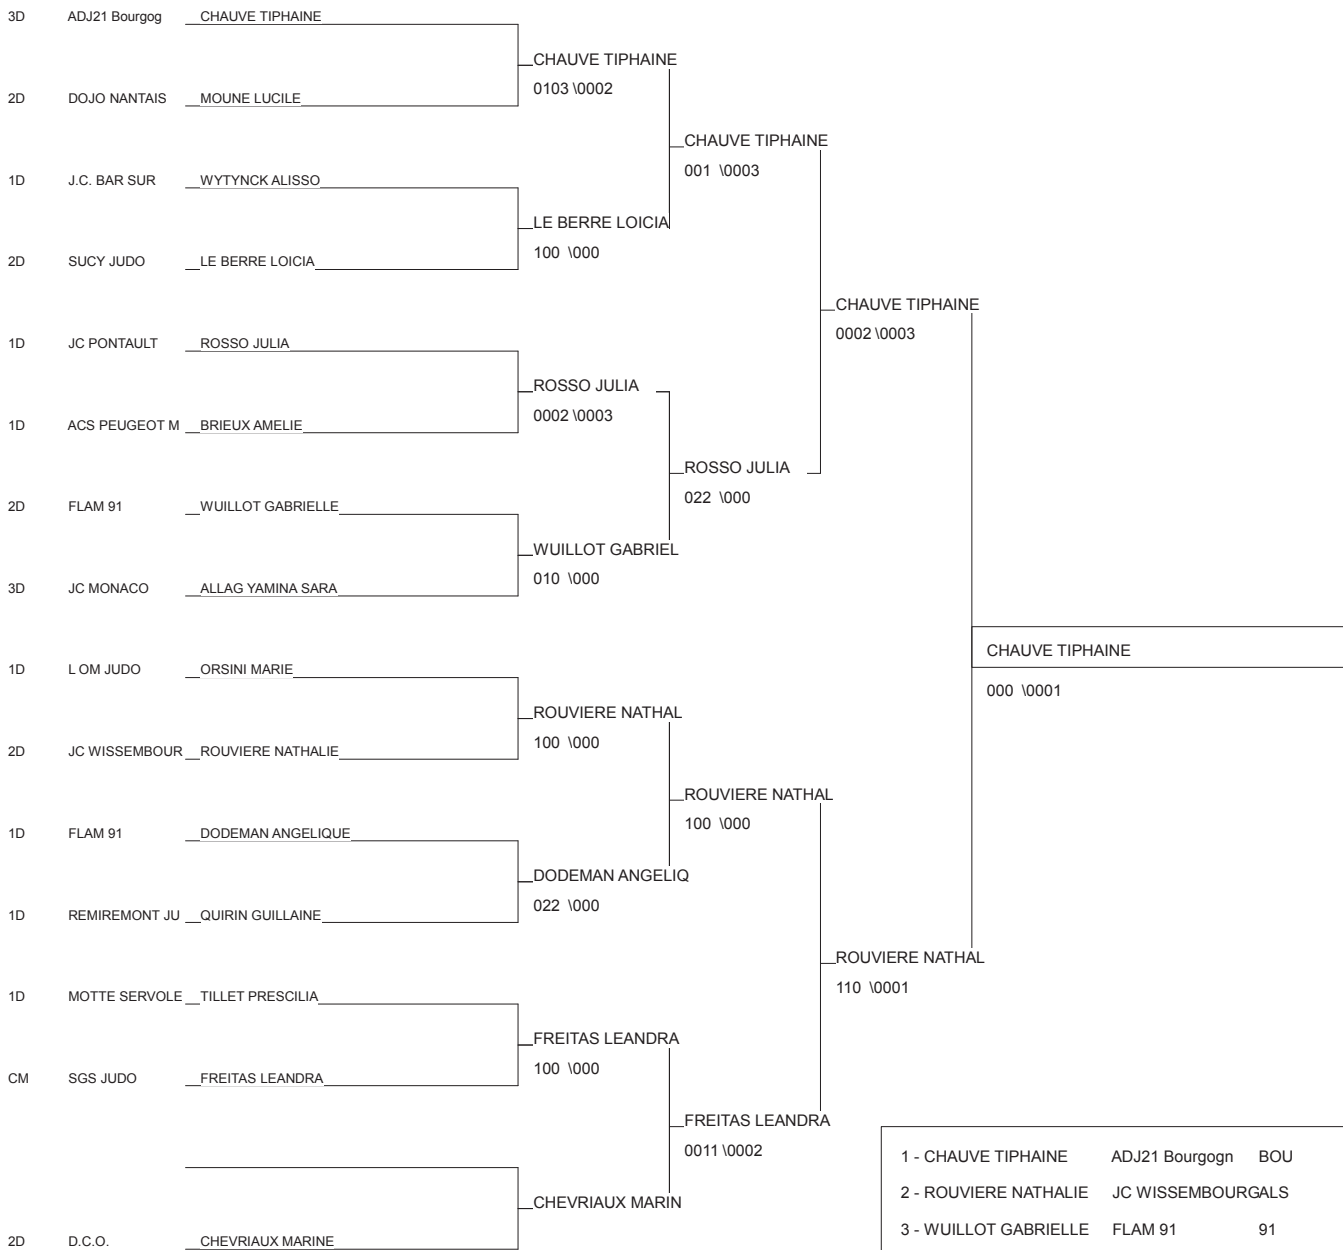 3D ADJ21 Bourgog CHAUVE TIPHAINE
CHAUVE TIPHAINE
0103 \0002
2D DOJO NANTAIS MOUNE LUCILE
CHAUVE TIPHAINE
001 \0003
1D J.C. BAR SUR WYTYNCK ALISSO
LE BERRE LOICIA
100 \000
2D SUCY JUDO LE BERRE LOICIA
CHAUVE TIPHAINE
0002 \0003
1D JC PONTAULT ROSSO JULIA
ROSSO JULIA
0002 \0003
1D ACS PEUGEOT M BRIEUX AMELIE
ROSSO JULIA
022 \000
2D FLAM 91 WUILLOT GABRIELLE
WUILLOT GABRIEL
010 \000
3D JC MONACO ALLAG YAMINA SARA
CHAUVE TIPHAINE
000 \0001
1D L OM JUDO ORSINI MARIE
ROUVIERE NATHAL
100 \000
2D JC WISSEMBOUR ROUVIERE NATHALIE
ROUVIERE NATHAL
100 \000
1D FLAM 91 DODEMAN ANGELIQUE
DODEMAN ANGELIQ
022 \000
1D REMIREMONT JU QUIRIN GUILLAINE
ROUVIERE NATHAL
110 \0001
1D MOTTE SERVOLE TILLET PRESCILIA
FREITAS LEANDRA
100 \000
CM SGS JUDO FREITAS LEANDRA
FREITAS LEANDRA
0011 \0002
CHEVRIAUX MARIN
2D D.C.O. CHEVRIAUX MARINE
1 - CHAUVE TIPHAINE ADJ21 Bourgogn BOU
2 - ROUVIERE NATHALIE JC WISSEMBOURGALS
3 - WUILLOT GABRIELLE FLAM 91 91